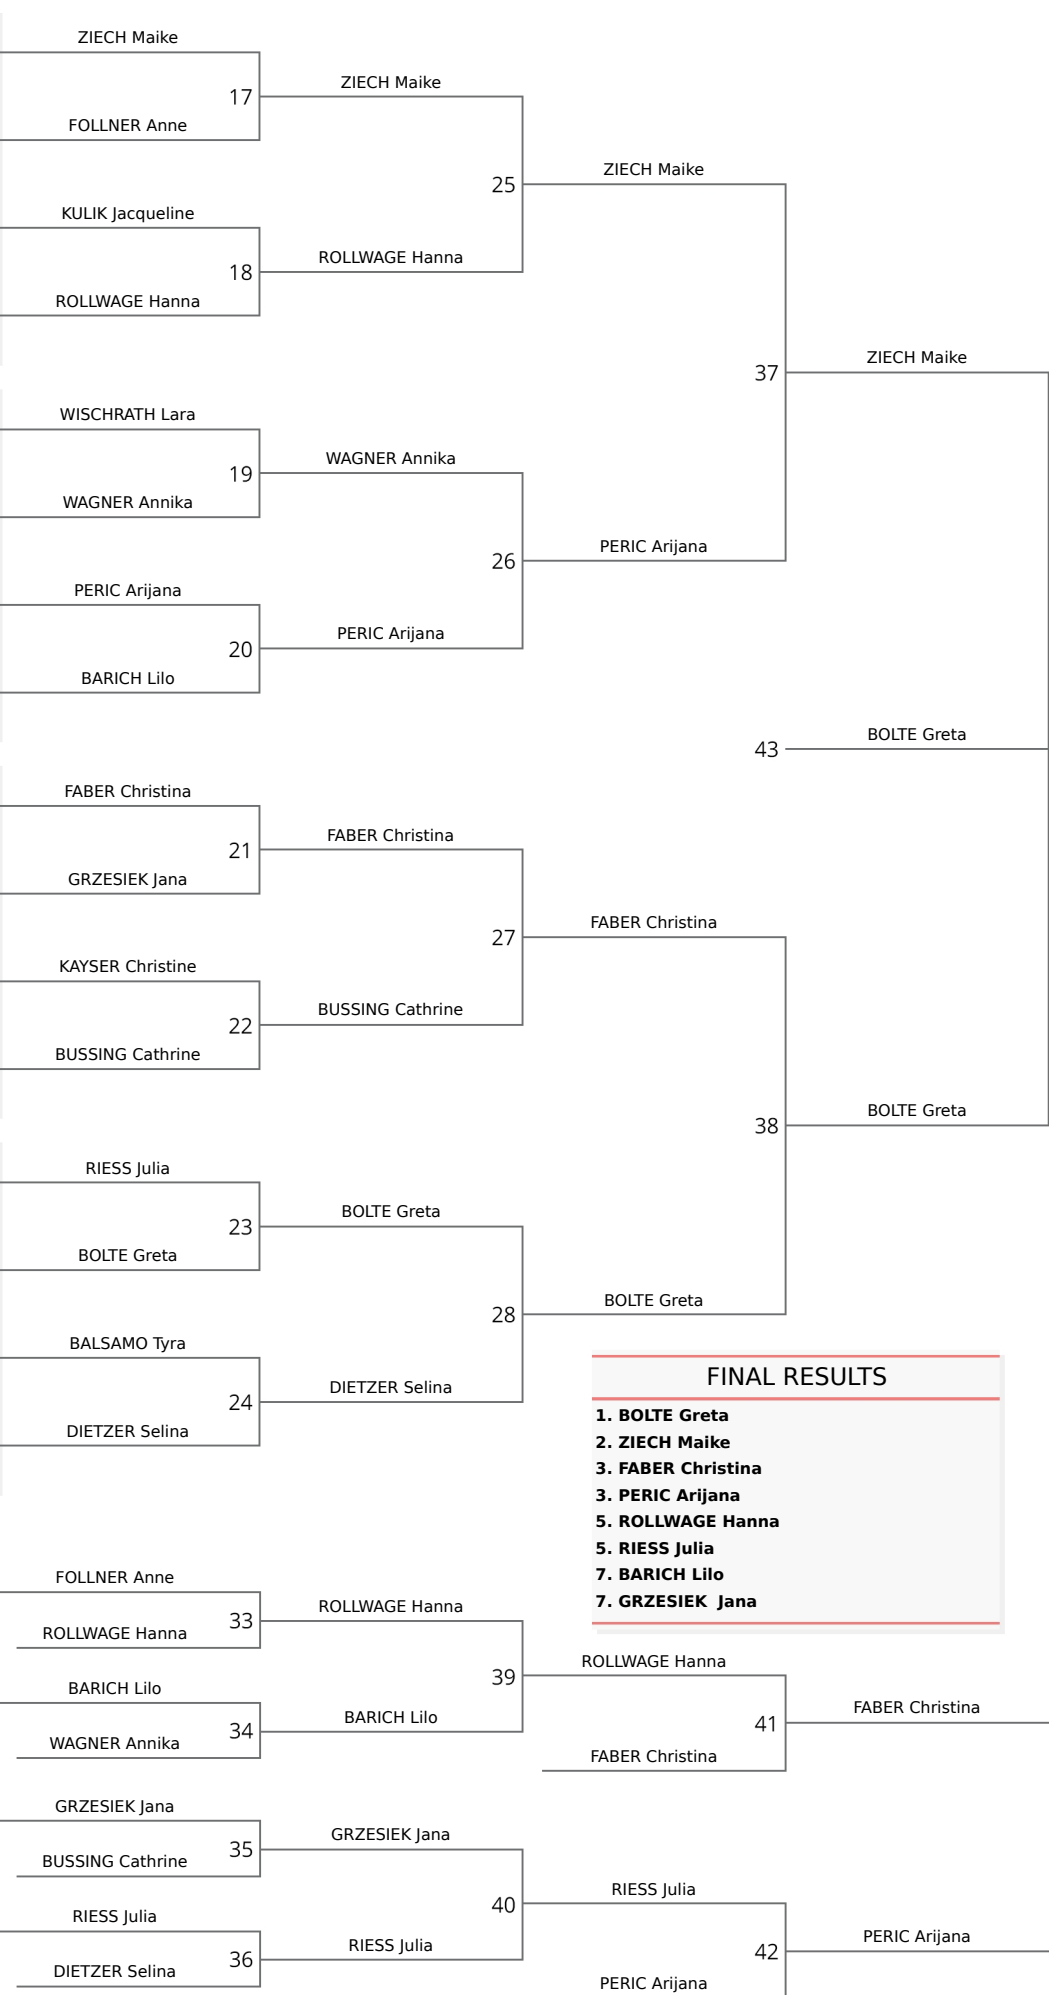 ZIECH Maike
17
FOLLNER Anne
ZIECH Maike
KULIK Jacqueline
18
ROLLWAGE Hanna
ROLLWAGE Hanna
25
ZIECH Maike
WISCHRATH Lara
19
WAGNER Annika
WAGNER Annika
PERIC Arijana
20
BARICH Lilo
PERIC Arijana
26
PERIC Arijana
37
ZIECH Maike
43
BOLTE Greta
FABER Christina
21
GRZESIEK Jana
FABER Christina
KAYSER Christine
22
BUSSING Cathrine
BUSSING Cathrine
27
FABER Christina
RIESS Julia
23
BOLTE Greta
BOLTE Greta
BALSAMO Tyra
24
DIETZER Selina
DIETZER Selina
28
BOLTE Greta
38
BOLTE Greta
FINAL RESULTS
1. BOLTE Greta
2. ZIECH Maike
3. FABER Christina
3. PERIC Arijana
5. ROLLWAGE Hanna
5. RIESS Julia
7. BARICH Lilo
7. GRZESIEK  Jana
FOLLNER Anne
33
ROLLWAGE Hanna
ROLLWAGE Hanna
BARICH Lilo
34
WAGNER Annika
BARICH Lilo
39
ROLLWAGE Hanna
41
FABER Christina
FABER Christina
GRZESIEK Jana
35
BUSSING Cathrine
GRZESIEK Jana
RIESS Julia
36
DIETZER Selina
RIESS Julia
40
RIESS Julia
42
PERIC Arijana
PERIC Arijana